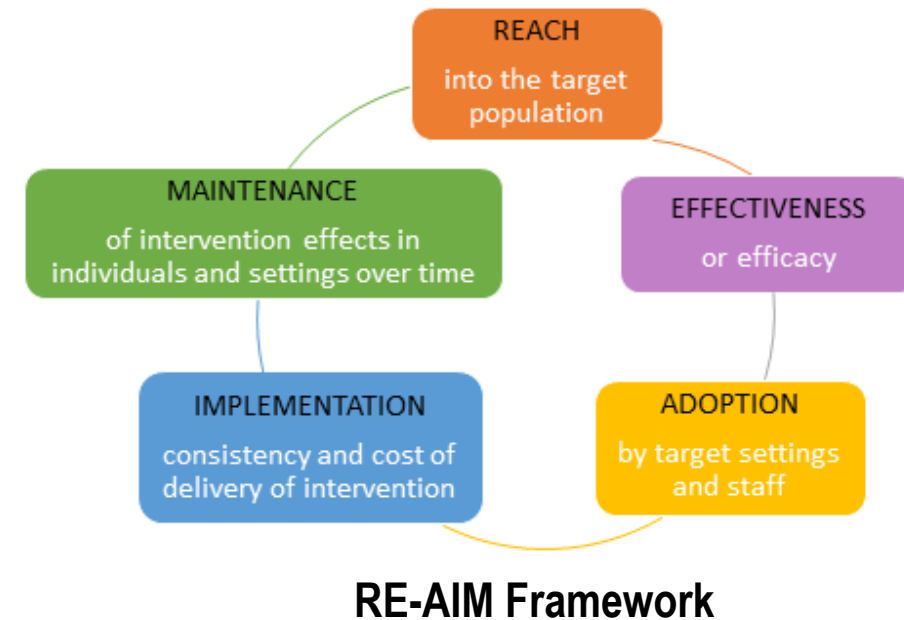 REACH
into the target
population
EFFECTIVENESS
or efficacy
ADOPTION
by target settings
and staff
IMPLEMENTATION
consistency and cost of
delivery of intervention
MAINTENANCE
of intervention effects in
individuals and settings over time
RE-AIM Framework